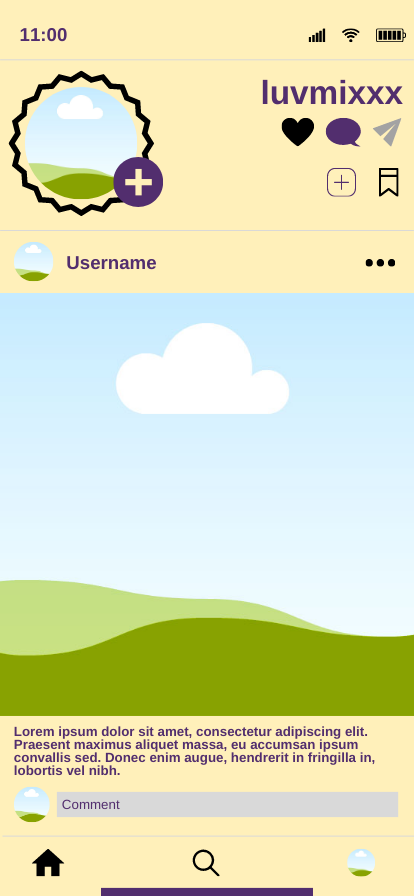 11:00
luvmixxx
Username
Lorem ipsum dolor sit amet, consectetur adipiscing elit.
Praesent maximus aliquet massa, eu accumsan ipsum
convallis sed. Donec enim augue, hendrerit in fringilla in,
lobortis vel nibh.
Comment